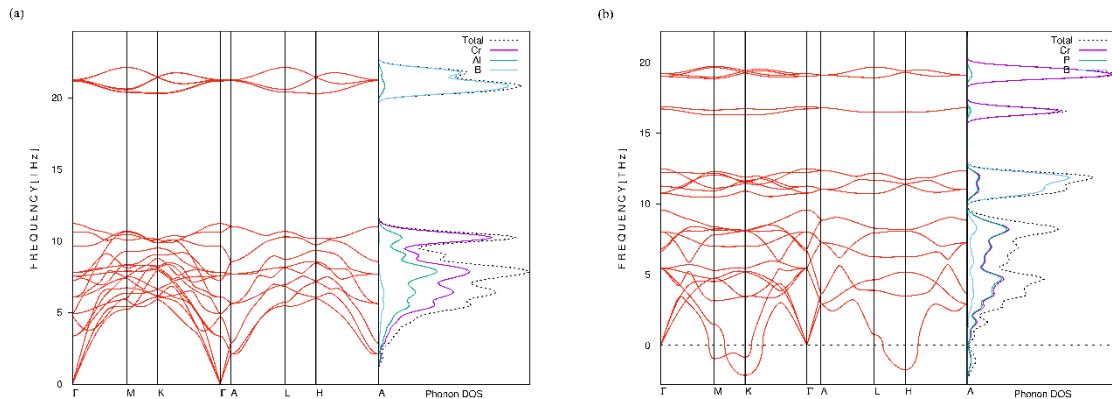 (a)
(b)
Total
Cr
Al
B
20
15
10
5
0
FREQUENCY[THz]
Γ M K Γ A L H A Phonon DOS
Total
Cr
P
B
20
15
10
5
0
FREQUENCY[THz]
Γ M K Γ A L H A Phonon DOS